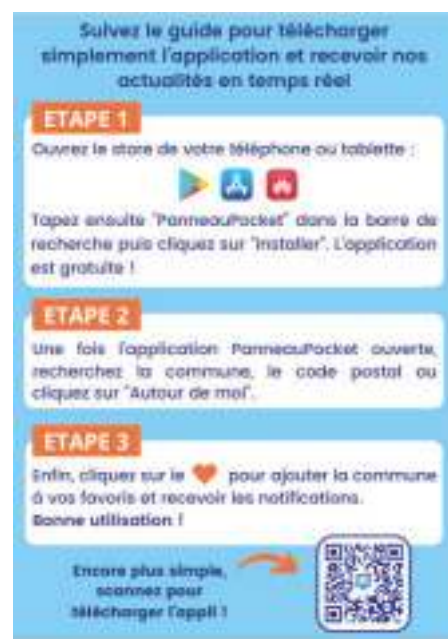 Suivez le guide pour télécharger
simplement l'application et recevoir nos
actualités en temps réel
ETAPE 1
Ouvrez le store de votre téléphone ou tablette :
Tapez ensuite "PanneauPocket" dans la barre de
recherche puis cliquez sur "Installer". L'application
est gratuite !
ETAPE 2
Une fois l'application PanneauPocket ouverte,
recherchez la commune, le code postal ou
cliquez sur "Autour de moi".
ETAPE 3
Enfin, cliquez sur le pour ajouter la commune
à vos favoris et recevoir les notifications.
Bonne utilisation !
Encore plus simple,
scannez pour
télécharger l'appli !